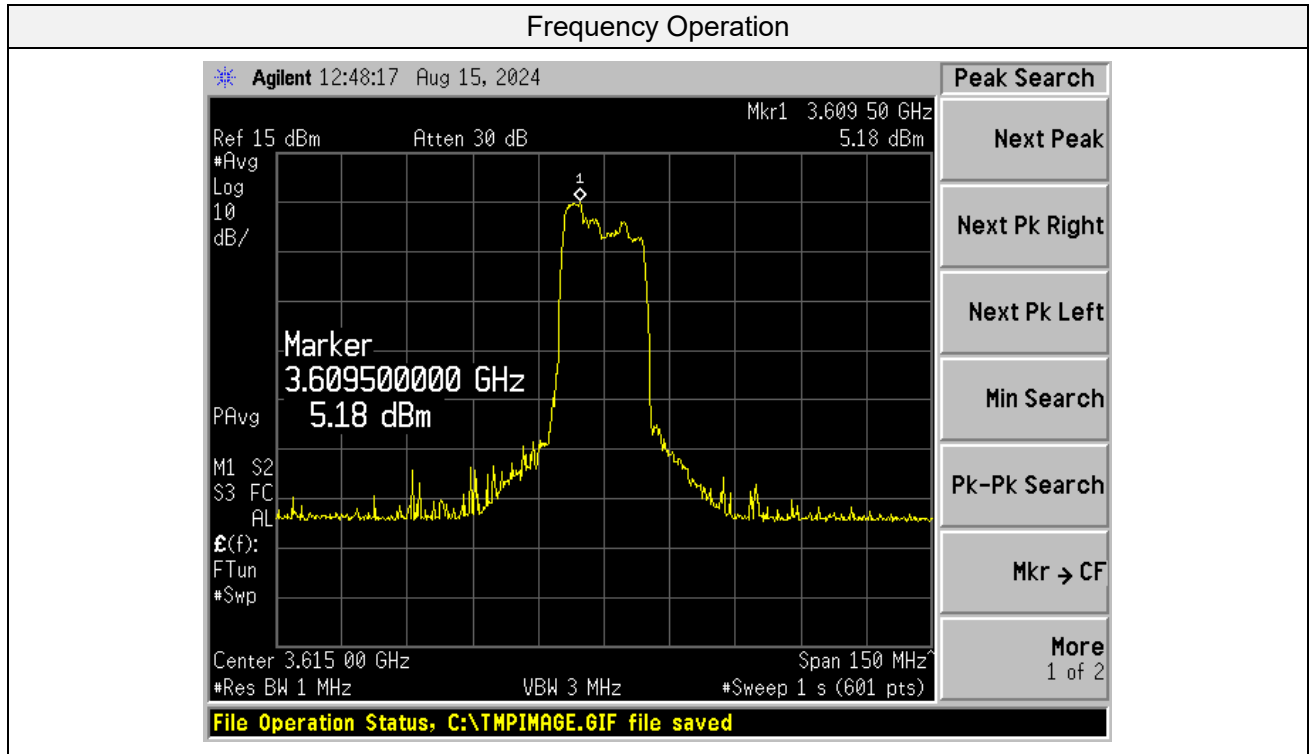 Frequency Operation
Agilent 12:48:17 Aug 15, 2024
Peak Search
Mkr1 3.609 50 GHz
Ref 15 dBm Atten 30 dB 5.18 dBm
Next Peak
#Avg
Log
10
dB/
1
Next Pk Right
Next Pk Left
Marker
3.609500000 GHz
5.18 dBm
Min Search
PAvg
M1 S2
S3 FC
AL
Pk-Pk Search
£(f):
FTun
#Swp
Mkr → CF
Center 3.615 00 GHz Span 150 MHz^
#Res BW 1 MHz VBW 3 MHz #Sweep 1 s (601 pts)
More
1 of 2
File Operation Status, C:\TMPIMAGE.GIF file saved